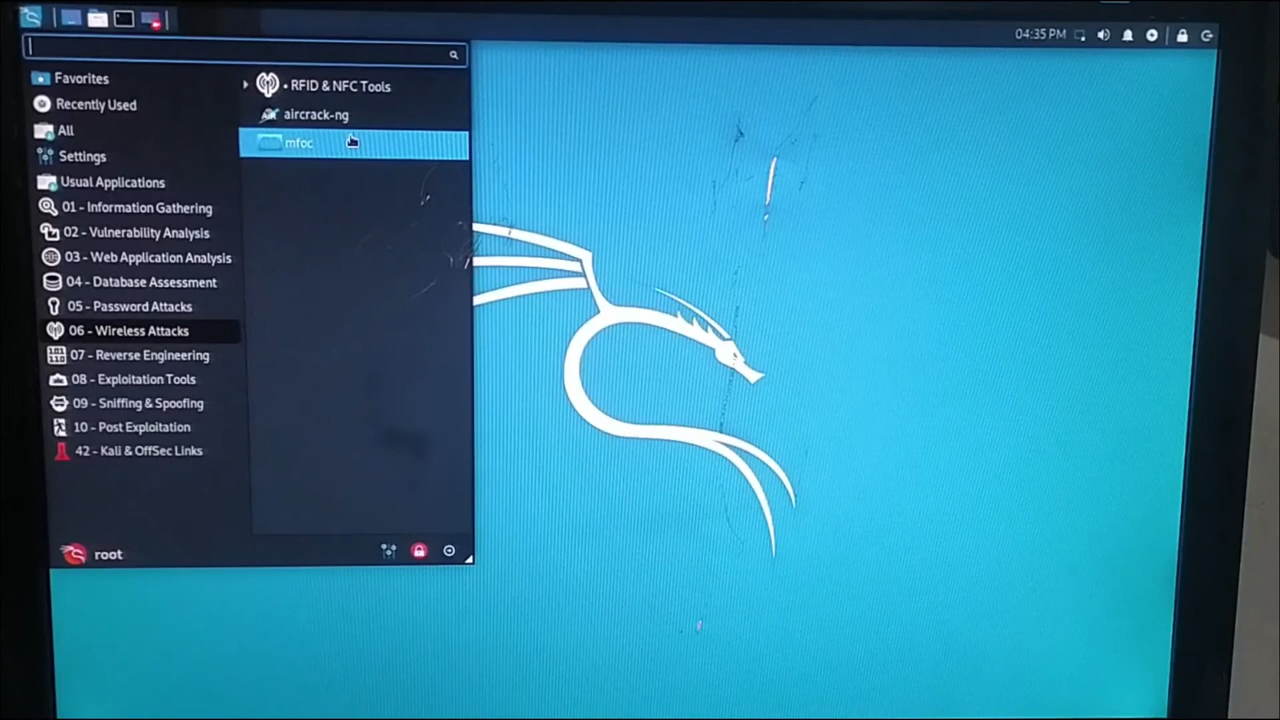 04:35 PM
Favorites
Recently Used
All
Settings
Usual Applications
01 - Information Gathering
02 - Vulnerability Analysis
03 - Web Application Analysis
04 - Database Assessment
05 - Password Attacks
06 - Wireless Attacks
07 - Reverse Engineering
08 - Exploitation Tools
09 - Sniffing & Spoofing
10 - Post Exploitation
42 - Kali & OffSec Links
• RFID & NFC Tools
aircrack-ng
mfoc
root